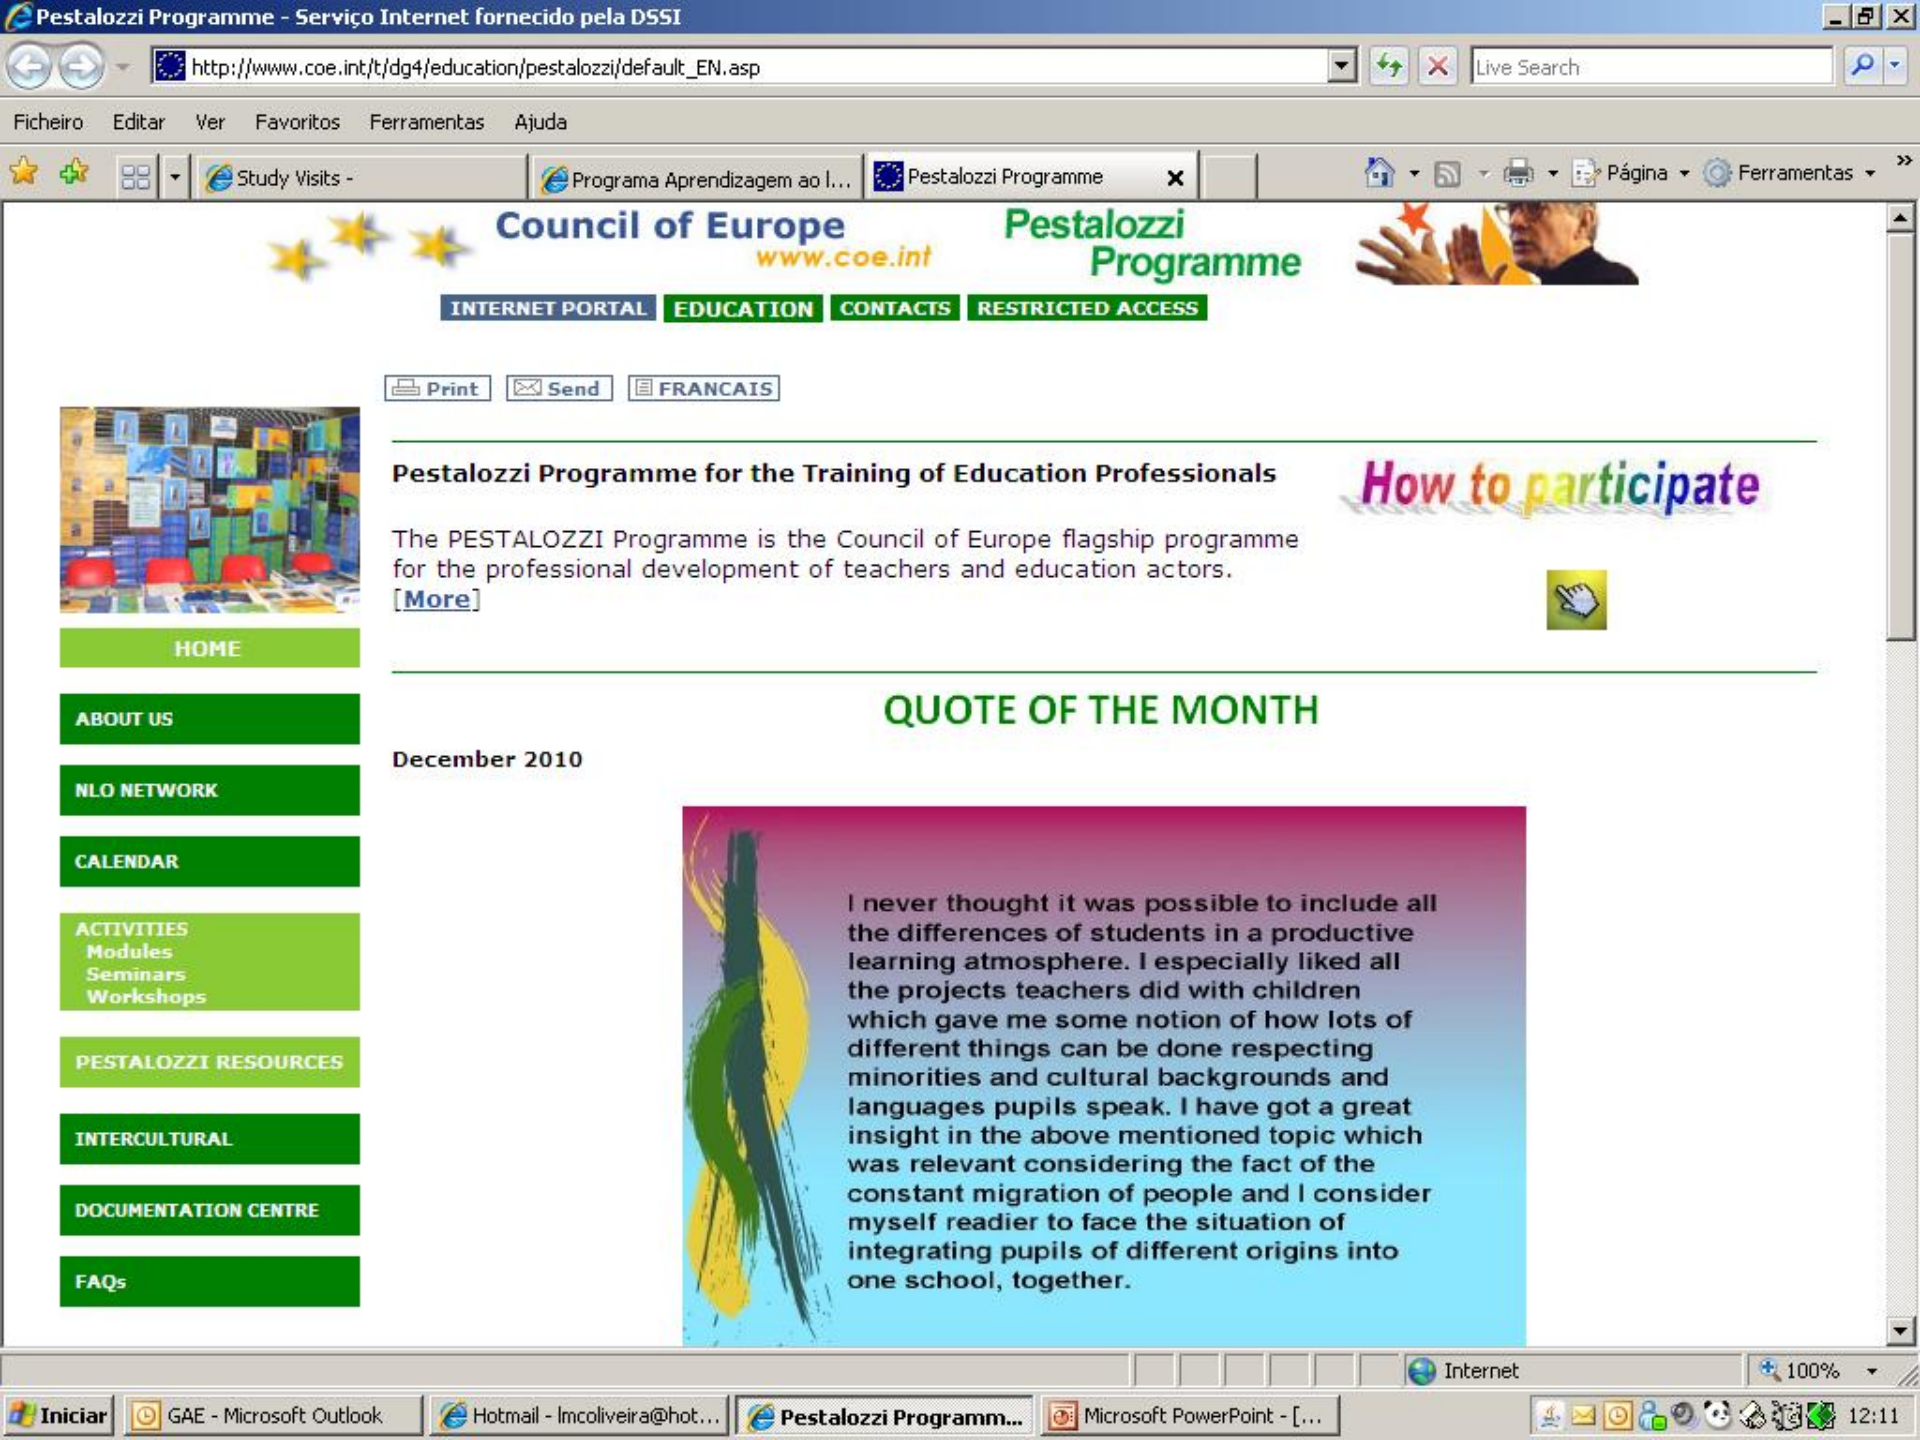 Pestalozzi Programme - Serviço Internet fornecido pela DSSI
http://www.coe.int/t/dg4/education/pestalozzi/default_EN.asp
Live Search
Ficheiro Editar Ver Favoritos Ferramentas Ajuda
Study Visits -
Programa Aprendizagem ao l...
Pestalozzi Programme
Página
Ferramentas
Council of Europe
www.coe.int
Pestalozzi
Programme
INTERNET PORTAL EDUCATION CONTACTS RESTRICTED ACCESS
Print Send FRANCAIS
Pestalozzi Programme for the Training of Education Professionals
How to participate
The PESTALOZZI Programme is the Council of Europe flagship programme
for the professional development of teachers and education actors.
[More]
HOME
ABOUT US
NLO NETWORK
CALENDAR
ACTIVITIES
Modules
Seminars
Workshops
PESTALOZZI RESOURCES
INTERCULTURAL
DOCUMENTATION CENTRE
FAQs
QUOTE OF THE MONTH
December 2010
I never thought it was possible to include all
the differences of students in a productive
learning atmosphere. I especially liked all
the projects teachers did with children
which gave me some notion of how lots of
different things can be done respecting
minorities and cultural backgrounds and
languages pupils speak. I have got a great
insight in the above mentioned topic which
was relevant considering the fact of the
constant migration of people and I consider
myself readier to face the situation of
integrating pupils of different origins into
one school, together.
Internet
100%
Iniciar
GAE - Microsoft Outlook
Hotmail - lmcoliveira@hot...
Pestalozzi Programm...
Microsoft PowerPoint - [...
12:11